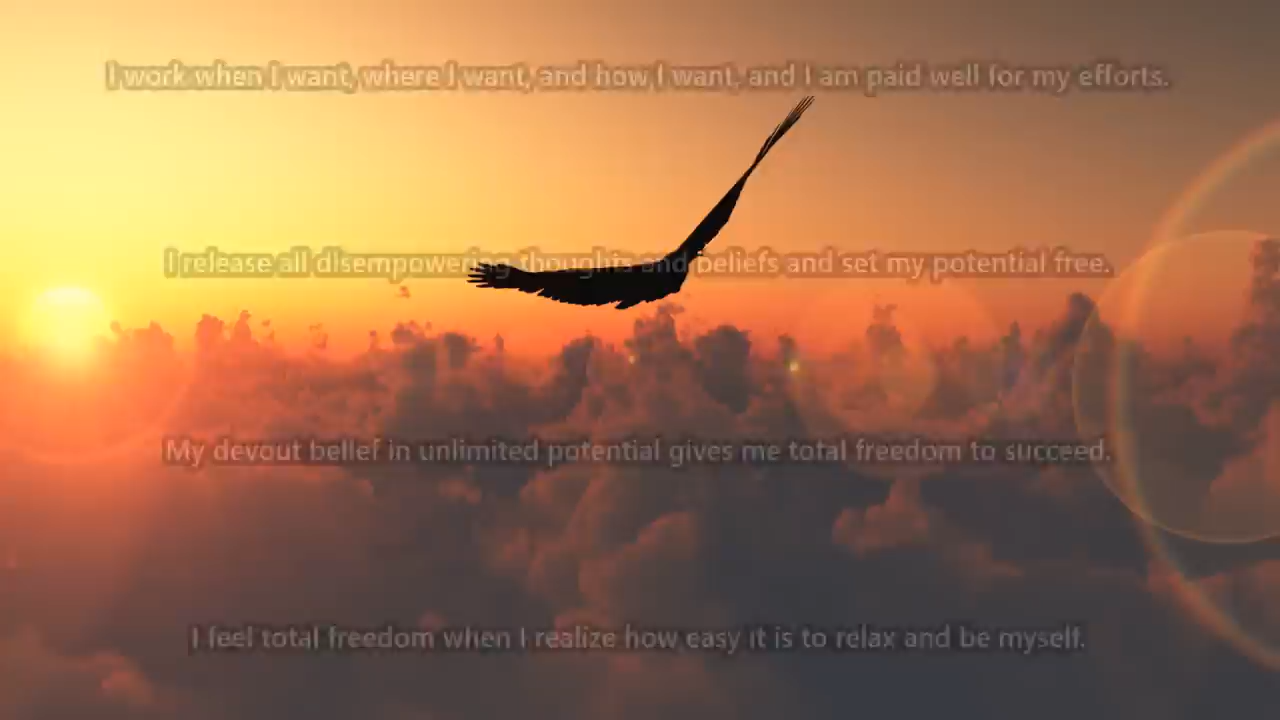 I work when I want, where I want, and how I want, and I am paid well for my efforts.
I release all disempowering thoughts and beliefs and set my potential free.
My devout belief in unlimited potential gives me total freedom to succeed.
I feel total freedom when I realize how easy it is to relax and be myself.